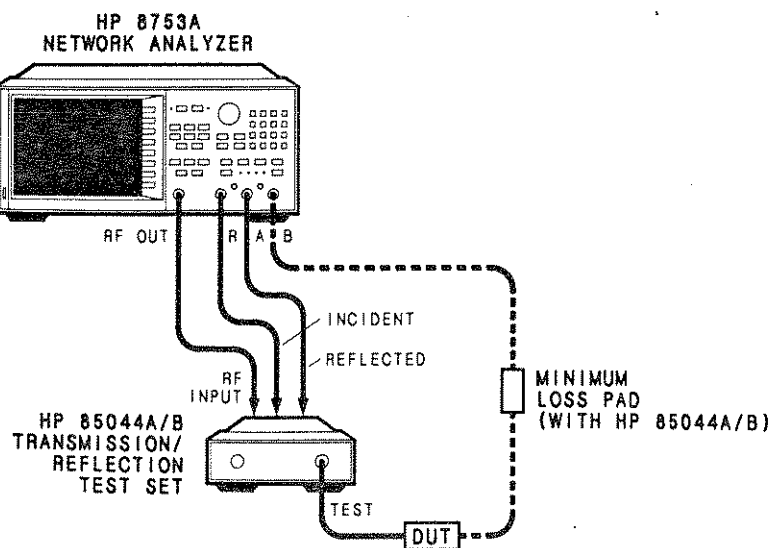 HP 8753A
NETWORK ANALYZER
RF OUT
R
A
B
INCIDENT
REFLECTED
RF
INPUT
MINIMUM
LOSS PAD
(WITH HP 85044A/B)
HP 85044A/B
TRANSMISSION/
REFLECTION
TEST SET
TEST
DUT